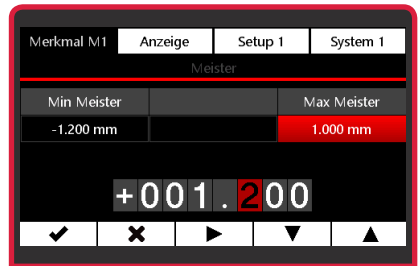 Merkmal M1 Anzeige Setup 1 System 1
Meister
Min Meister Max Meister
-1.200 mm 1.000 mm
+001.200